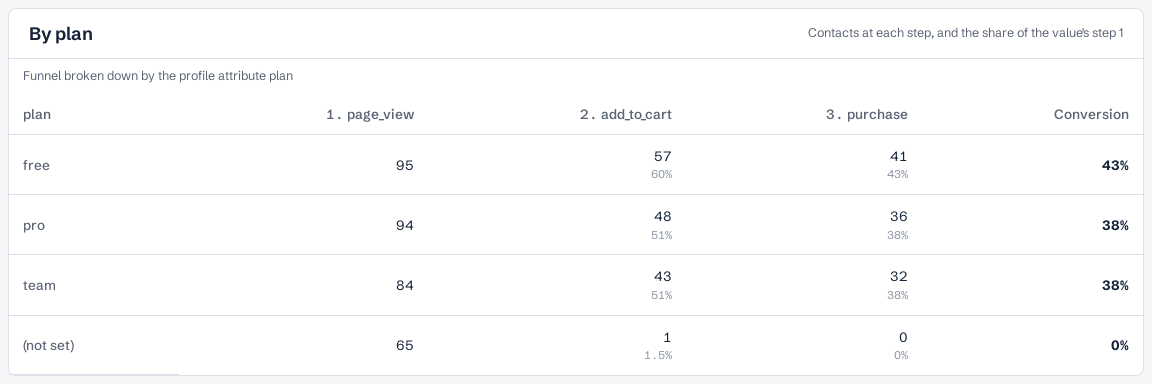 By plan
Contacts at each step, and the share of the value's step 1
Funnel broken down by the profile attribute plan
plan 1. page_view 2. add_to_cart 3. purchase Conversion
free 95 57 41 43%
60% 43%
pro 94 48 36 38%
51% 38%
team 84 43 32 38%
51% 38%
(not set) 65 1 0 0%
1.5% 0%